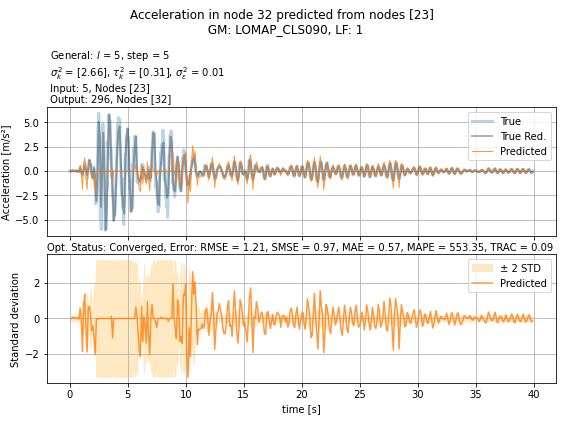 Acceleration in node 32 predicted from nodes [23]
GM: LOMAP_CLS090, LF: 1
General: l = 5, step = 5
σ²ₖ = [2.66], τ²ₖ = [0.31], σ²ε = 0.01
Input: 5, Nodes [23]
Output: 296, Nodes [32]
Acceleration [m/s²]
5.0
2.5
0.0
−2.5
−5.0
True
True Red.
Predicted
Opt. Status: Converged, Error: RMSE = 1.21, SMSE = 0.97, MAE = 0.57, MAPE = 553.35, TRAC = 0.09
Standard deviation
2
0
−2
± 2 STD
Predicted
0 5 10 15 20 25 30 35 40
time [s]